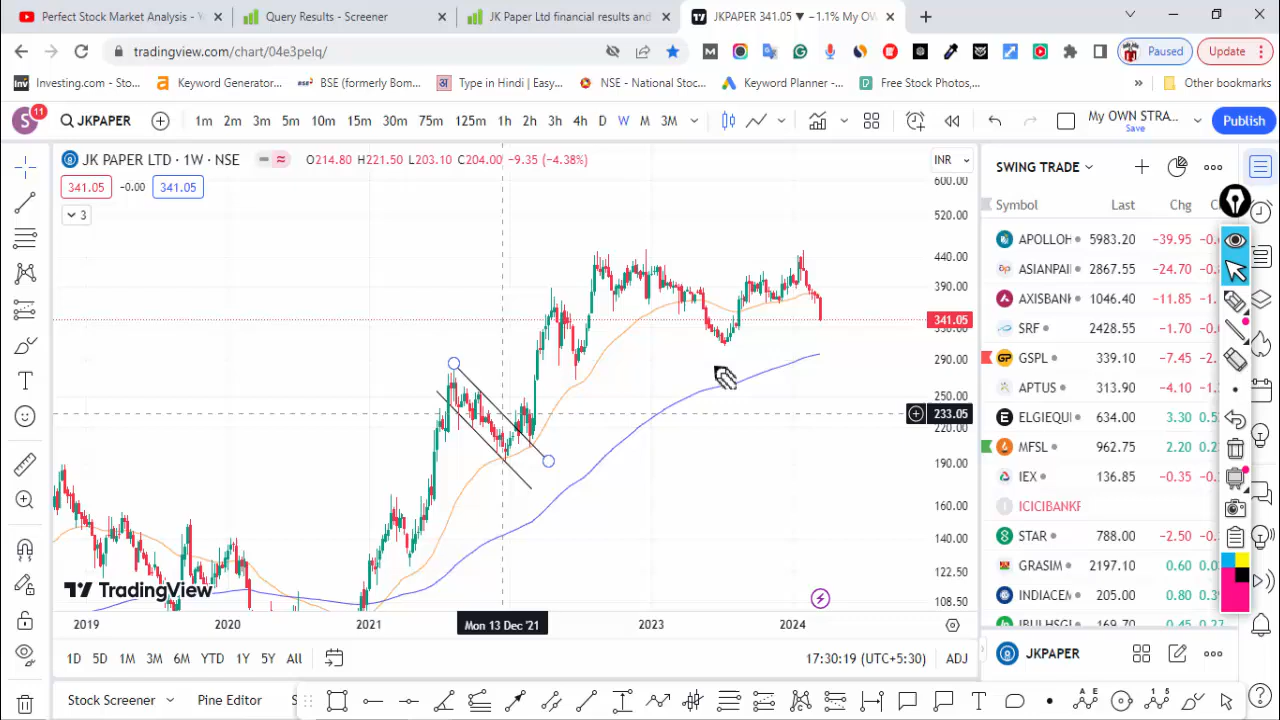 Perfect Stock Market Analysis - Y
Query Results - Screener
JK Paper Ltd financial results and
JKPAPER 341.05 ▼ −1.1% My OWN
tradingview.com/chart/04e3pelq/
Paused
Update
Investing.com - Sto...
Keyword Generator...
BSE (formerly Bom...
Type in Hindi | Easy...
NSE - National Stoc...
Keyword Planner -...
Free Stock Photos,...
»
Other bookmarks
S
11
JKPAPER
1m 2m 3m 5m 10m 15m 30m 75m 125m 1h 2h 3h 4h D W M 3M
My OWN STRA...
Save
Publish
JK PAPER LTD · 1W · NSE
O214.80 H221.50 L203.10 C204.00 −9.35 (−4.38%)
INR
341.05 -0.00 341.05
3
600.00
520.00
440.00
390.00
341.05
330.00
290.00
250.00
233.05
220.00
190.00
160.00
140.00
122.50
108.50
TradingView
2019 2020 2021 Mon 13 Dec '21 2023 2024
1D 5D 1M 3M 6M YTD 1Y 5Y
17:30:19 (UTC+5:30) ADJ
Stock Screener
Pine Editor
SWING TRADE
Symbol Last Chg
APOLLOH 5983.20 −39.95
ASIANPAI 2867.55 −24.70
AXISBANK 1046.40 −11.85
SRF 2428.55 −1.70
GSPL 339.10 −7.45
APTUS 313.90 −4.10
ELGIEQUI 634.00 3.30
MFSL 962.75 2.20
IEX 136.85 −0.35
ICICIBANKF
STAR 788.00 −2.50
GRASIM 2197.10 0.60
INDIACEM 205.00 0.80
IBULHSGI 169.70 0.45
JKPAPER